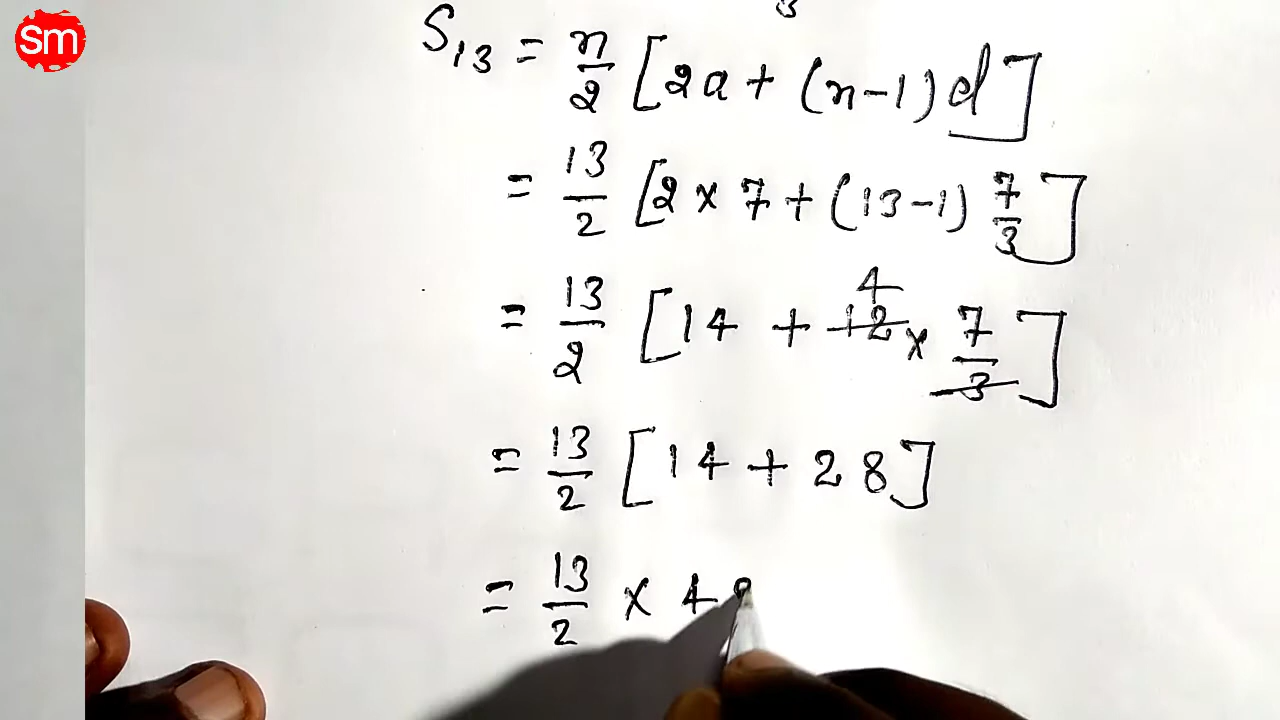 Sm
S₁₃ = n/2 [2a + (n-1)d]
= 13/2 [2 × 7 + (13-1) 7/3]
4
= 13/2 [14 + 12 × 7/3]
= 13/2 [14 + 28]
= 13/2 × 4